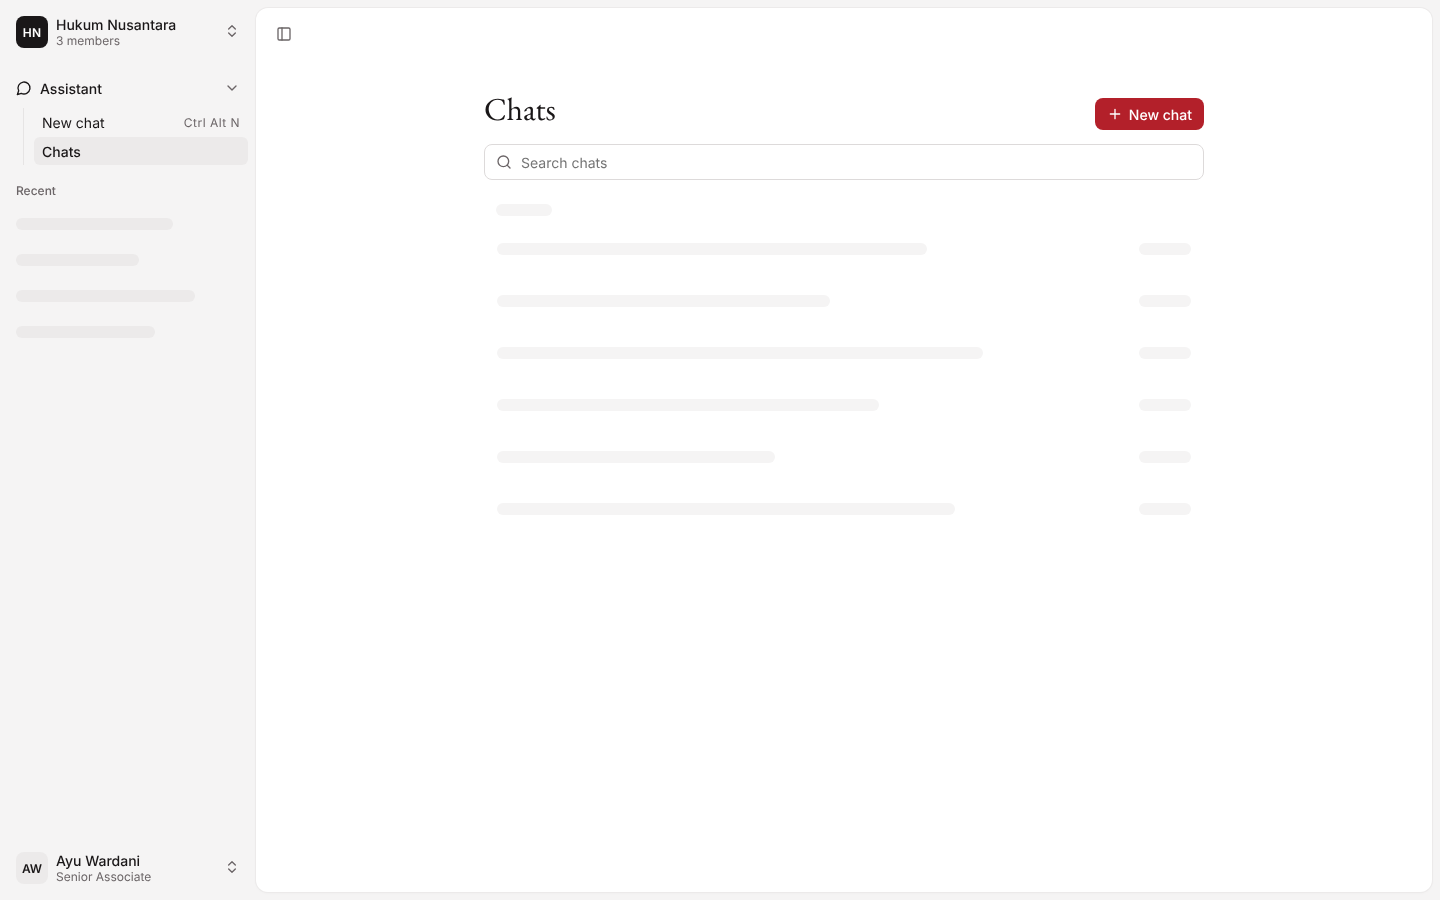 HN
Hukum Nusantara
3 members
Assistant
New chat Ctrl Alt N
Chats
Recent
AW
Ayu Wardani
Senior Associate
Chats
New chat
Search chats